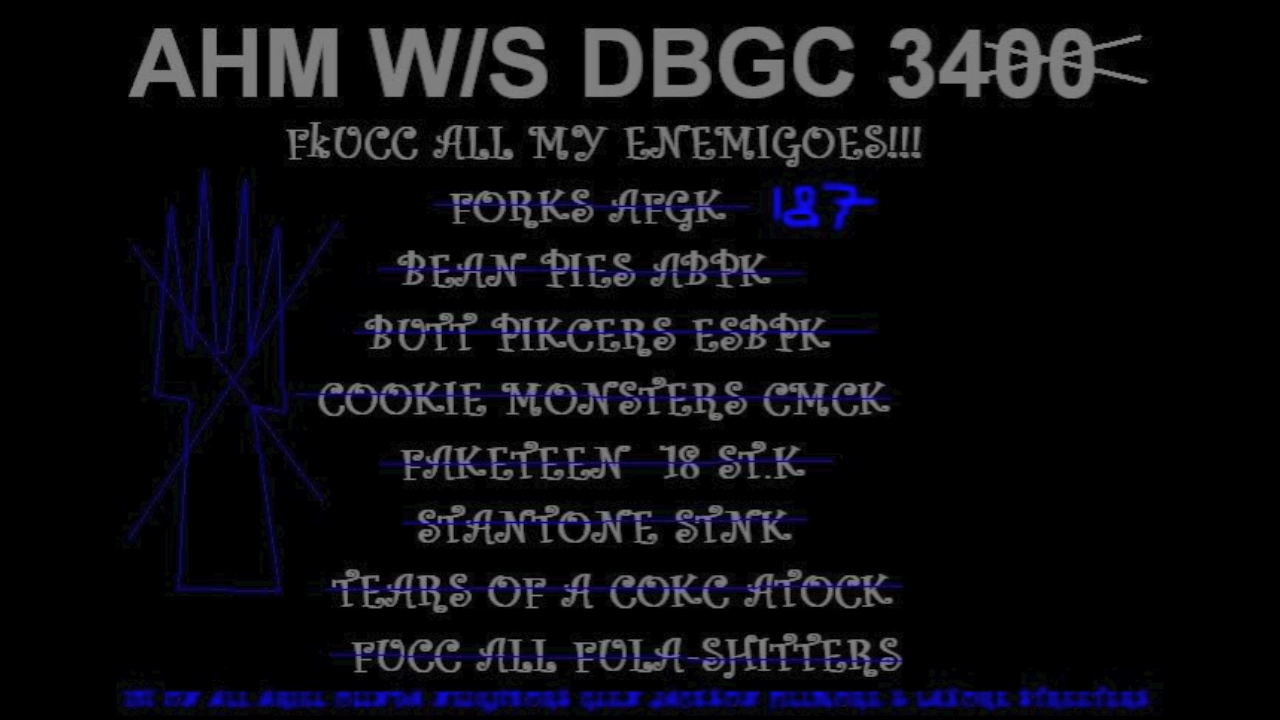 AHM W/S DBGC 3400
FkUCC ALL MY ENEMIGOES!!!
FORKS AFGK 187
BEAN PIES ABPK
BUTT PIKCERS ESBPK
COOKIE MONSTERS CMCK
FAKETEEN 18 ST.K
STANTONE STNK
TEARS OF A COKC ATOCK
FUCC ALL FULA-SHITTERS